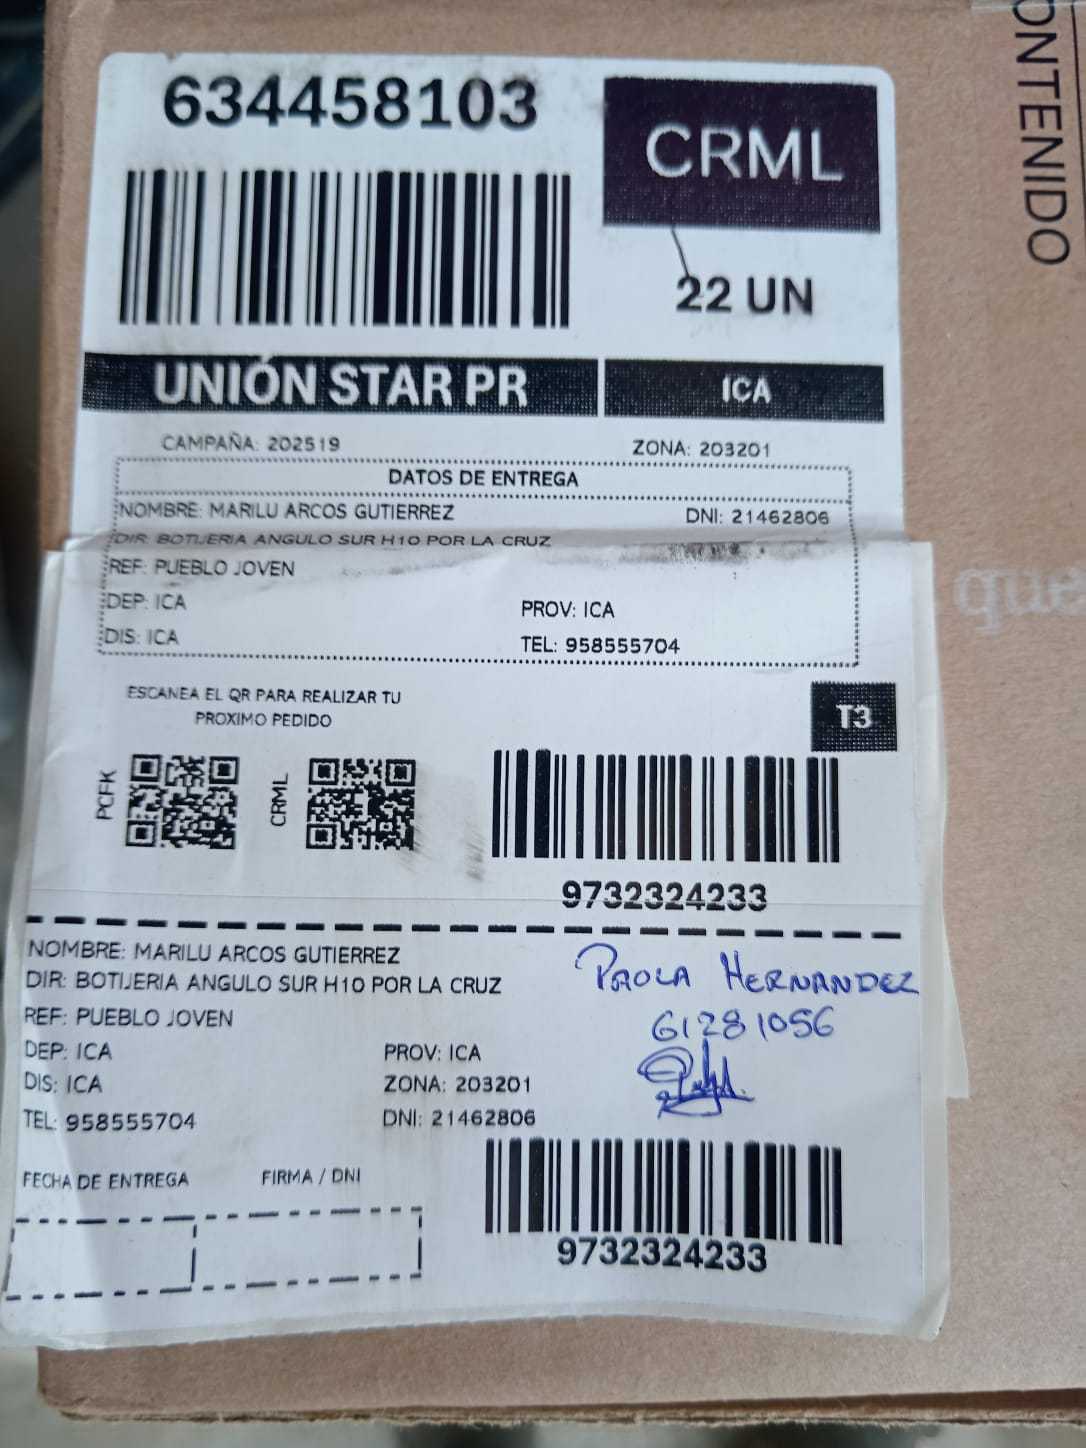 ONTENIDO
634458103
CRML
22 UN
UNIÓN STAR PR
ICA
CAMPAÑA: 202519
ZONA: 203201
DATOS DE ENTREGA
NOMBRE: MARILU ARCOS GUTIERREZ
DNI: 21462806
DIR: BOTIJERIA ANGULO SUR H10 POR LA CRUZ
REF: PUEBLO JOVEN
DEP: ICA
PROV: ICA
DIS: ICA
TEL: 958555704
que
ESCANEA EL QR PARA REALIZAR TU
PROXIMO PEDIDO
T3
PCFK
CRML
9732324233
NOMBRE: MARILU ARCOS GUTIERREZ
DIR: BOTIJERIA ANGULO SUR H10 POR LA CRUZ
REF: PUEBLO JOVEN
DEP: ICA
PROV: ICA
DIS: ICA
ZONA: 203201
TEL: 958555704
DNI: 21462806
PAOLA HERNANDEZ
61281056
FECHA DE ENTREGA
FIRMA / DNI
9732324233